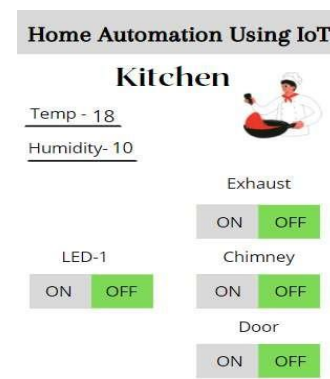 Home Automation Using IoT
Kitchen
Temp - 18
Humidity- 10
Exhaust
ON OFF
LED-1 Chimney
ON OFF ON OFF
Door
ON OFF